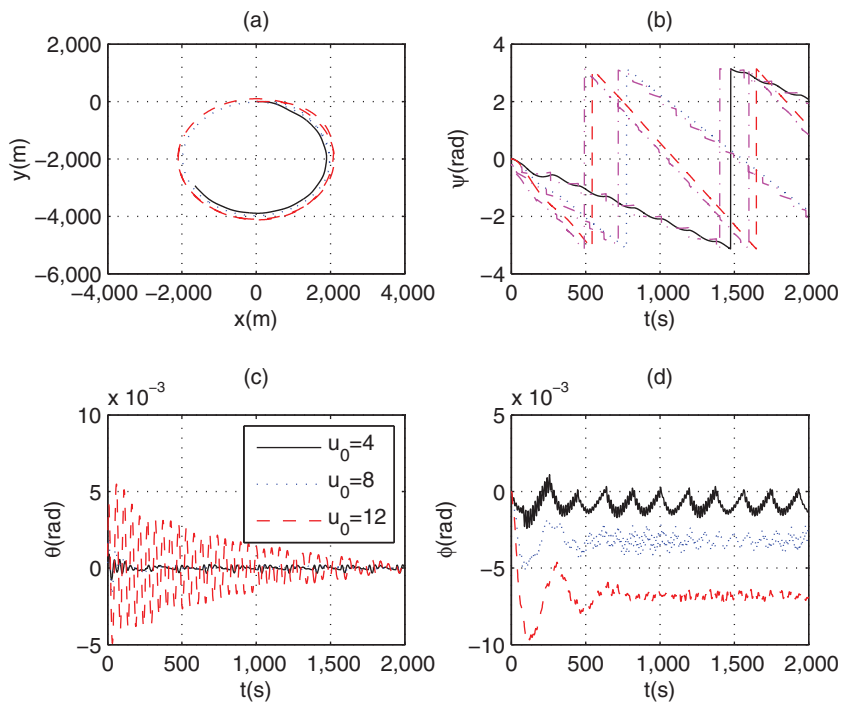 (a)
2,000
0
−2,000
−4,000
−6,000
y(m)
−4,000 −2,000 0 2,000 4,000
x(m)
(b)
4
2
0
−2
−4
ψ(rad)
0 500 1,000 1,500 2,000
t(s)
(c)
x 10⁻³
10
5
0
−5
θ(rad)
0 500 1,000 1,500 2,000
t(s)
u₀=4
u₀=8
u₀=12
(d)
x 10⁻³
5
0
−5
−10
ϕ(rad)
0 500 1,000 1,500 2,000
t(s)